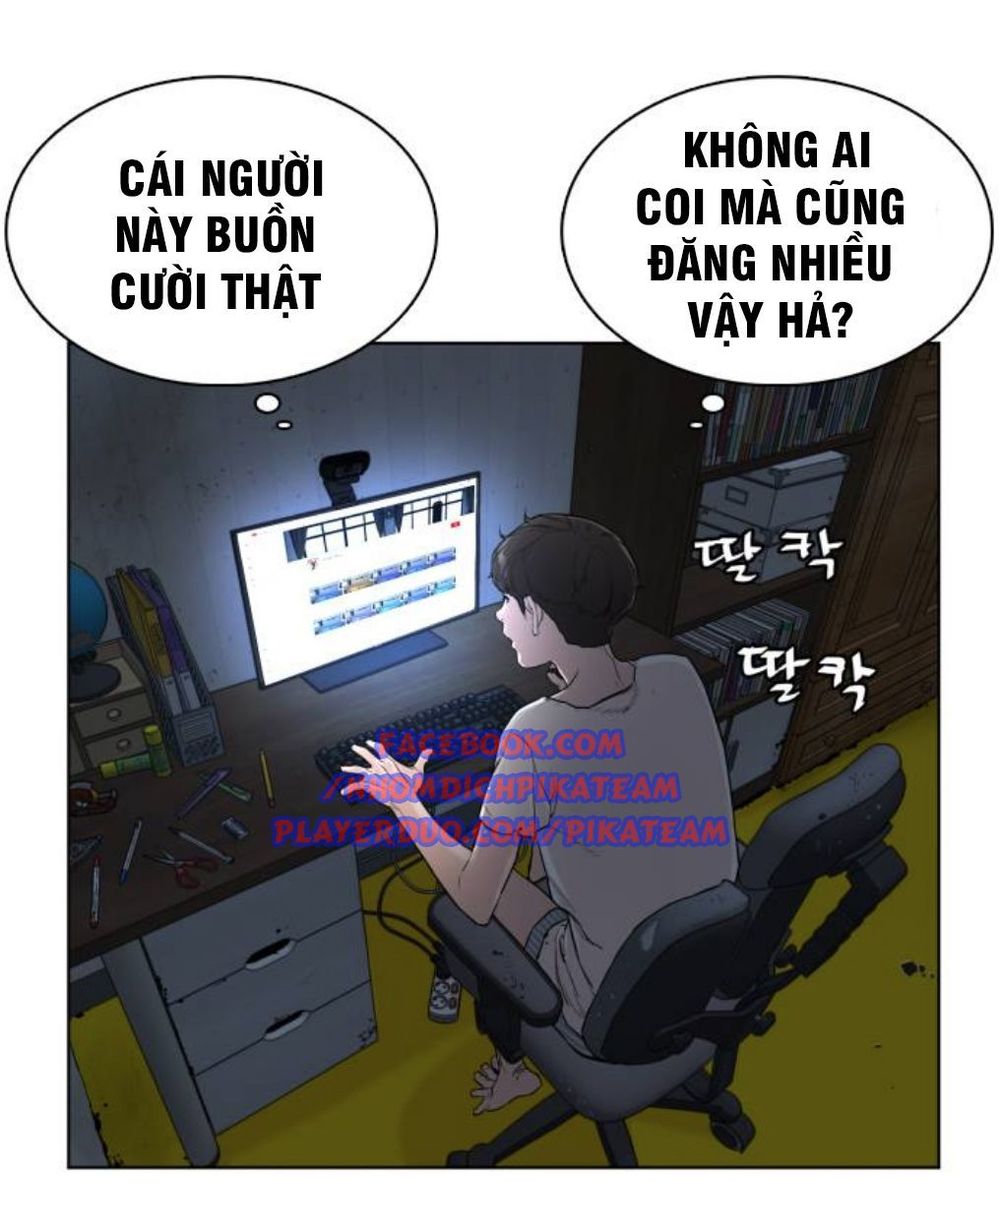 CÁI NGƯỜI
NÀY BUỒN
CƯỜI THẬT
KHÔNG AI
COI MÀ CŨNG
ĐĂNG NHIỀU
VẬY HẢ?
딸칵
딸칵
FACEBOOK.COM
/NHOMDICHPIKATEAM
PLAYERDUO.COM/PIKATEAM